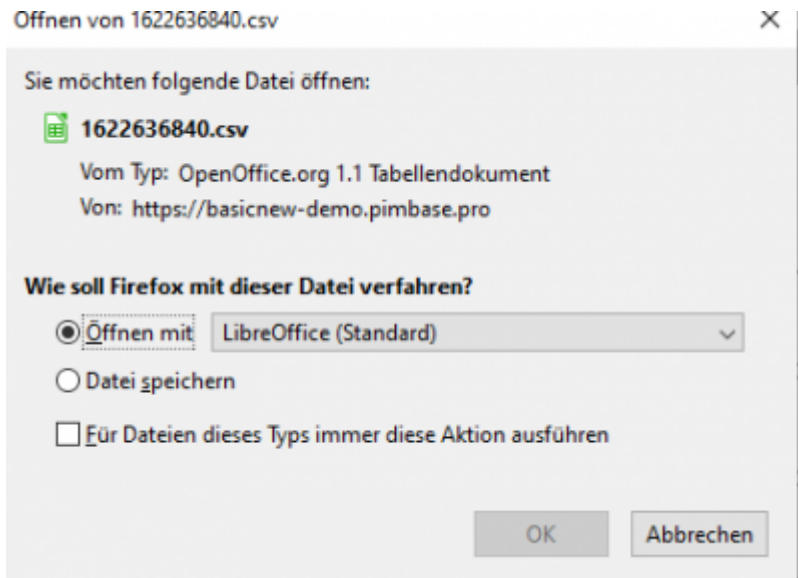 Öffnen von 1622636840.csv
Sie möchten folgende Datei öffnen:
1622636840.csv
Vom Typ: OpenOffice.org 1.1 Tabellendokument
Von: https://basicnew-demo.pimbase.pro
Wie soll Firefox mit dieser Datei verfahren?
Öffnen mit LibreOffice (Standard)
Datei speichern
Für Dateien dieses Typs immer diese Aktion ausführen
OK Abbrechen